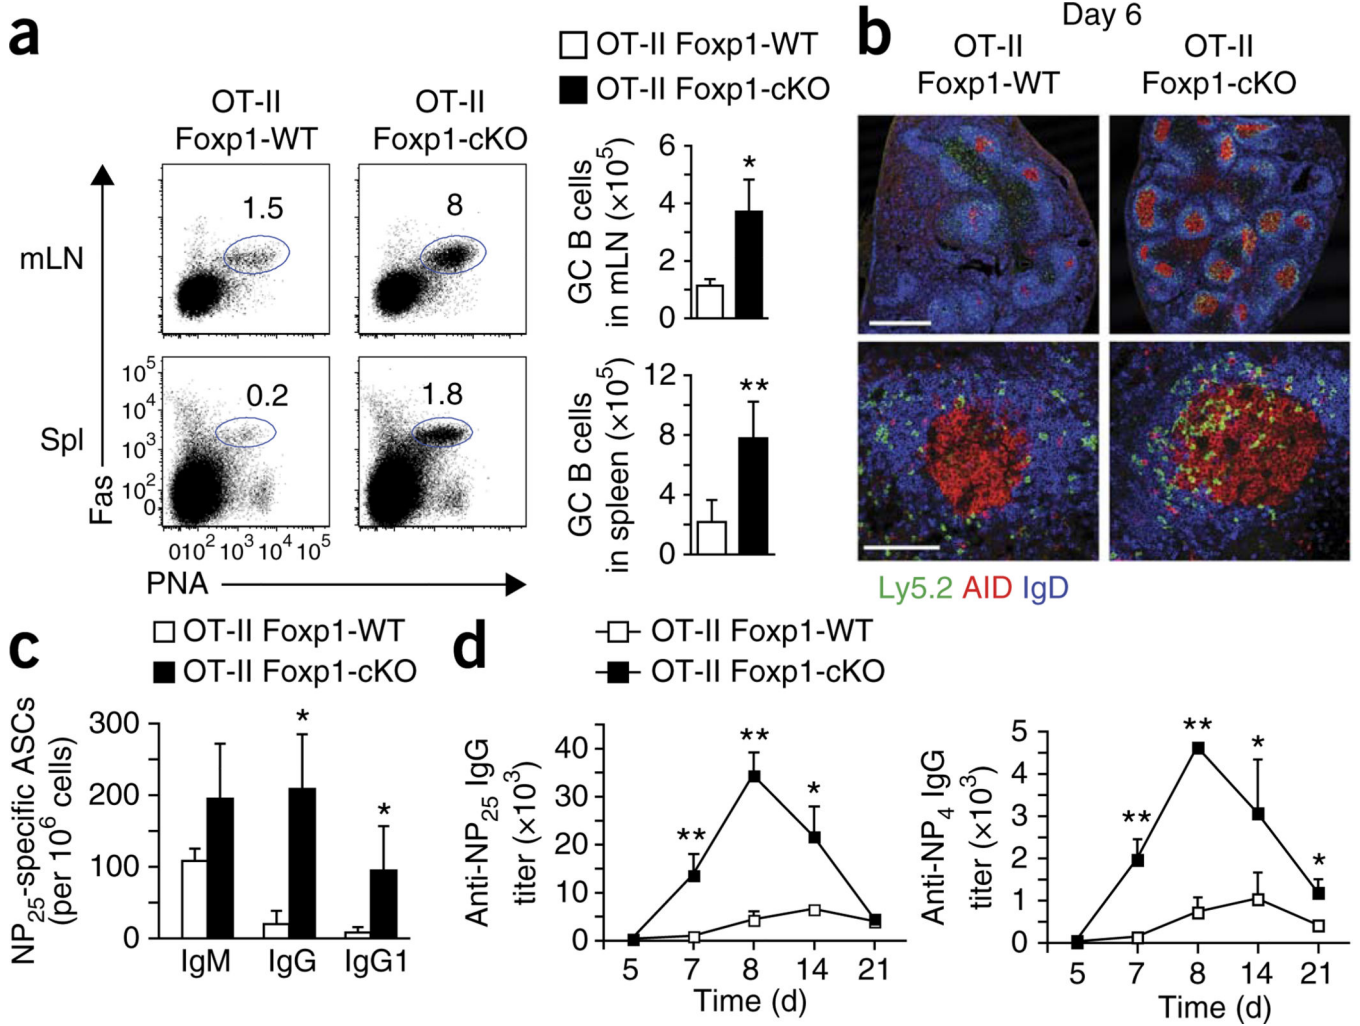 a
OT-II Foxp1-WT
OT-II Foxp1-cKO
OT-II
Foxp1-WT
OT-II
Foxp1-cKO
mLN
1.5
8
Spl
0.2
1.8
10⁵
10⁴
10³
10²
0
Fas
010² 10³ 10⁴ 10⁵
PNA
GC B cells
in mLN (×10⁵)
6
4
2
0
*
GC B cells
in spleen (×10⁵)
12
8
4
0
**
b
Day 6
OT-II
Foxp1-WT
OT-II
Foxp1-cKO
Ly5.2 AID IgD
c
OT-II Foxp1-WT
OT-II Foxp1-cKO
NP₂₅-specific ASCs
(per 10⁶ cells)
300
200
100
0
*
*
IgM IgG IgG1
d
OT-II Foxp1-WT
OT-II Foxp1-cKO
Anti-NP₂₅ IgG
titer (×10³)
40
30
20
10
0
**
**
*
5 7 8 14 21
Time (d)
Anti-NP₄ IgG
titer (×10³)
5
4
3
2
1
0
**
**
*
*
5 7 8 14 21
Time (d)